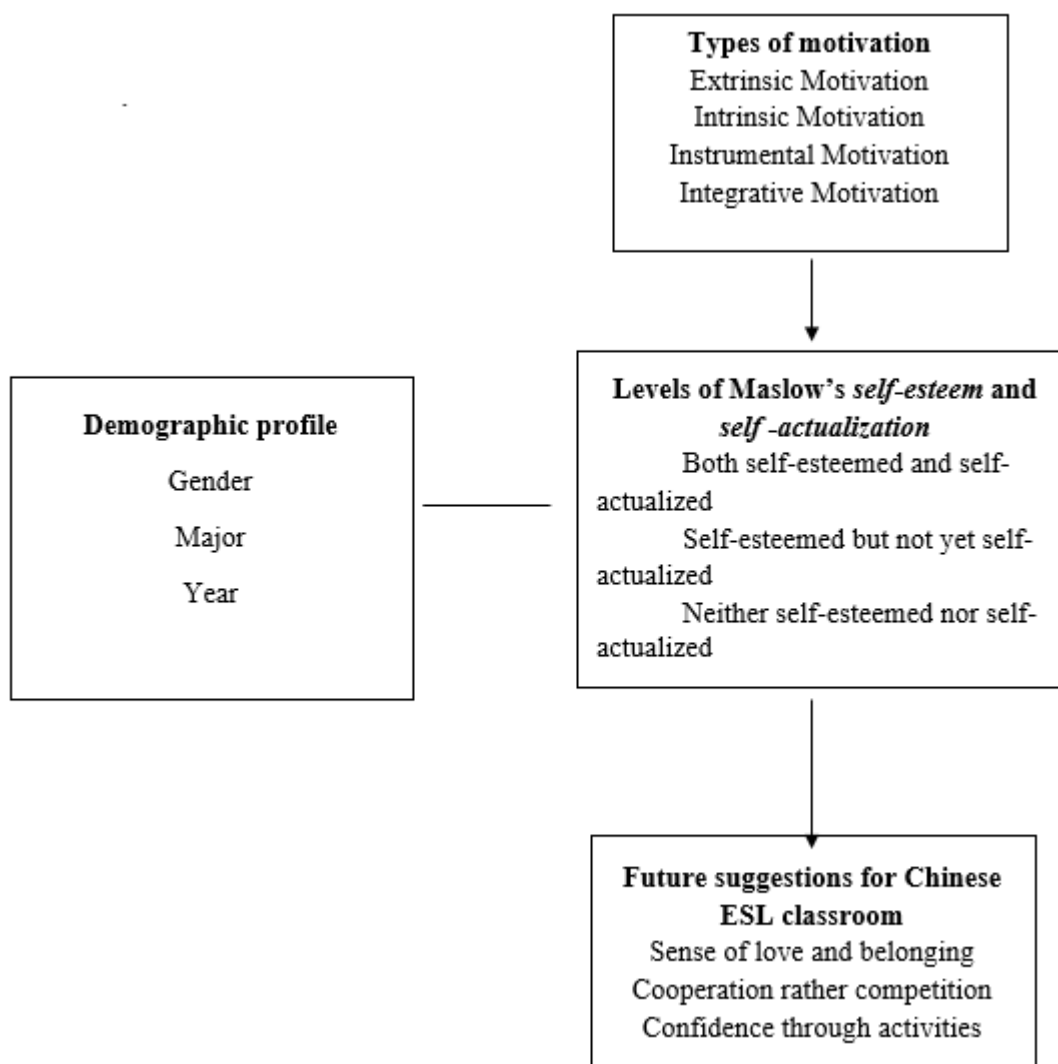 Types of motivation
Extrinsic Motivation
Intrinsic Motivation
Instrumental Motivation
Integrative Motivation
Demographic profile
Gender
Major
Year
Levels of Maslow’s self-esteem and
self -actualization
Both self-esteemed and self-
actualized
Self-esteemed but not yet self-
actualized
Neither self-esteemed nor self-
actualized
Future suggestions for Chinese
ESL classroom
Sense of love and belonging
Cooperation rather competition
Confidence through activities